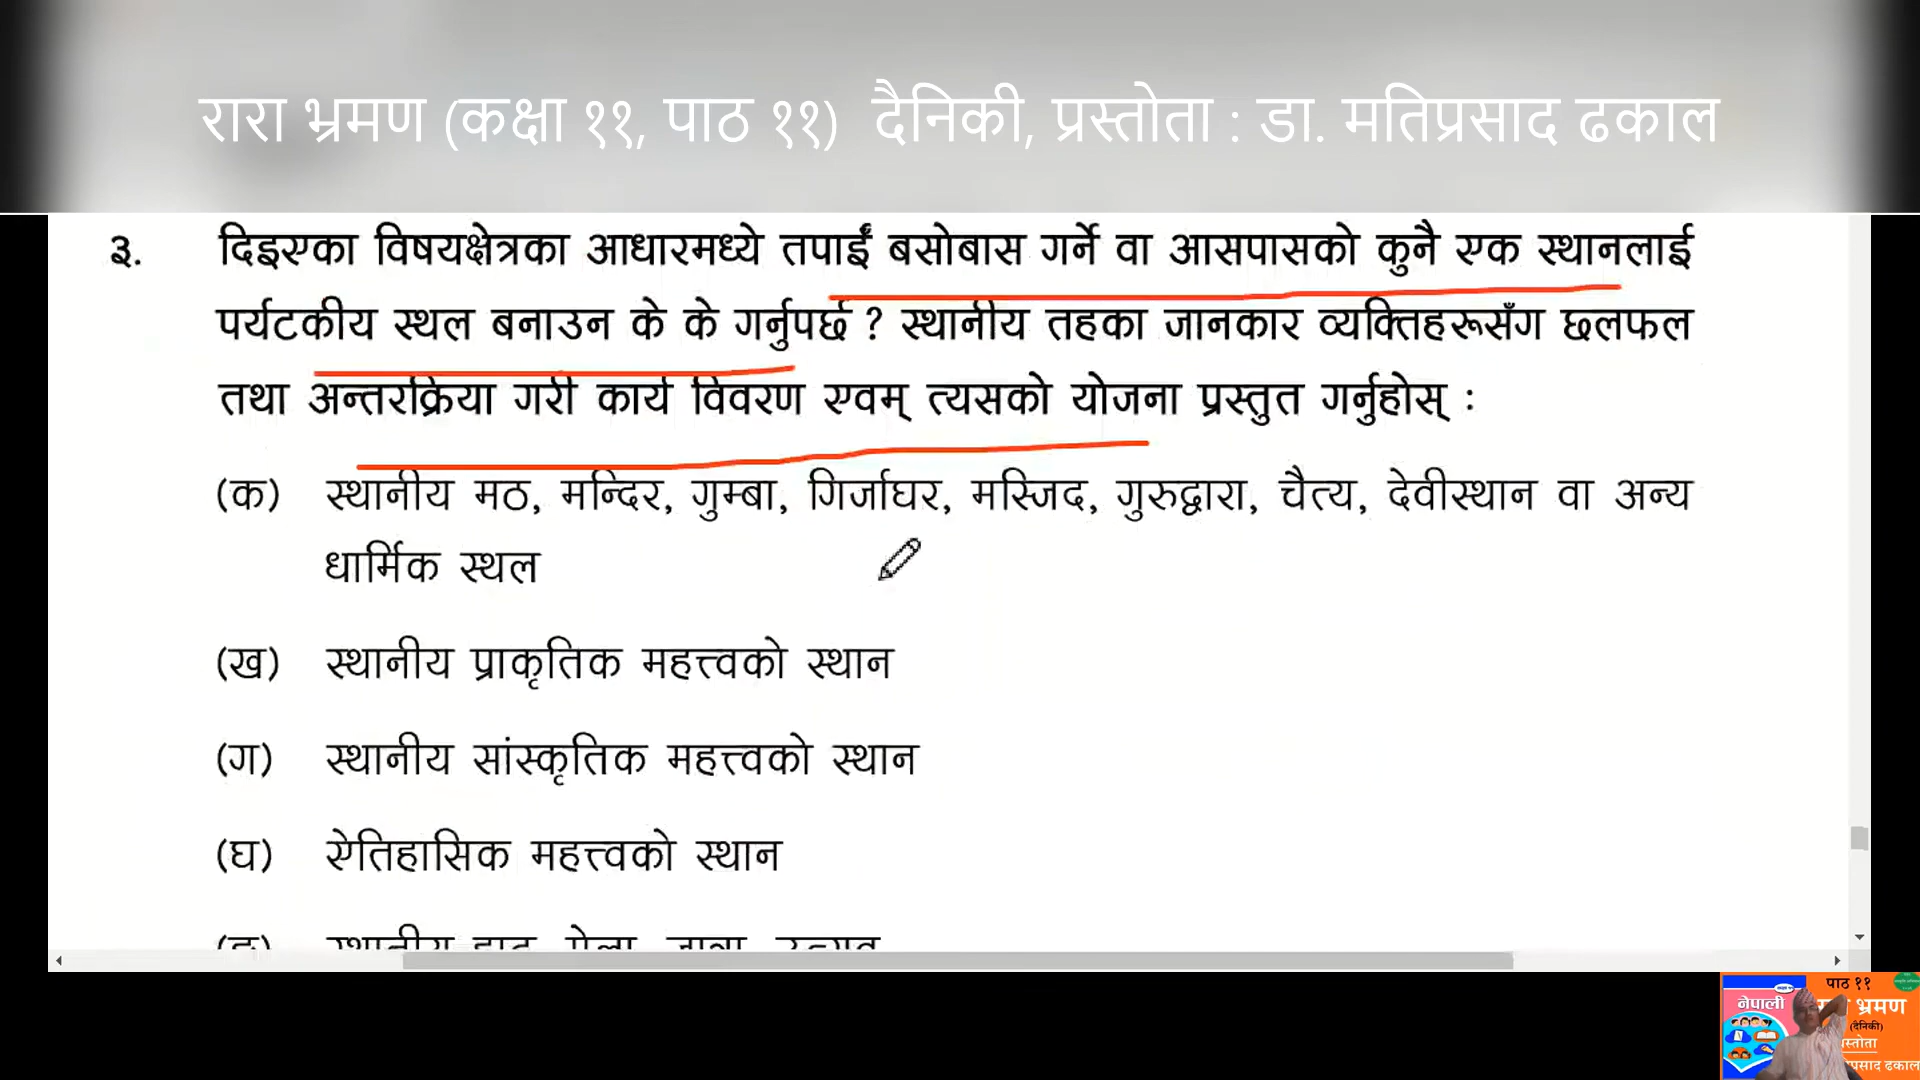 रारा भ्रमण (कक्षा ११, पाठ ११) दैनिकी, प्रस्तोता : डा. मतिप्रसाद ढकाल
३. दिइएका विषयक्षेत्रका आधारमध्ये तपाईँ बसोबास गर्ने वा आसपासको कुनै एक स्थानलाई
पर्यटकीय स्थल बनाउन के के गर्नुपर्छ ? स्थानीय तहका जानकार व्यक्तिहरूसँग छलफल
तथा अन्तरक्रिया गरी कार्य विवरण एवम् त्यसको योजना प्रस्तुत गर्नुहोस् :
(क) स्थानीय मठ, मन्दिर, गुम्बा, गिर्जाघर, मस्जिद, गुरुद्वारा, चैत्य, देवीस्थान वा अन्य
धार्मिक स्थल
(ख) स्थानीय प्राकृतिक महत्त्वको स्थान
(ग) स्थानीय सांस्कृतिक महत्त्वको स्थान
(घ) ऐतिहासिक महत्त्वको स्थान
पाठ ११
नेपाली
भ्रमण
(दैनिकी)